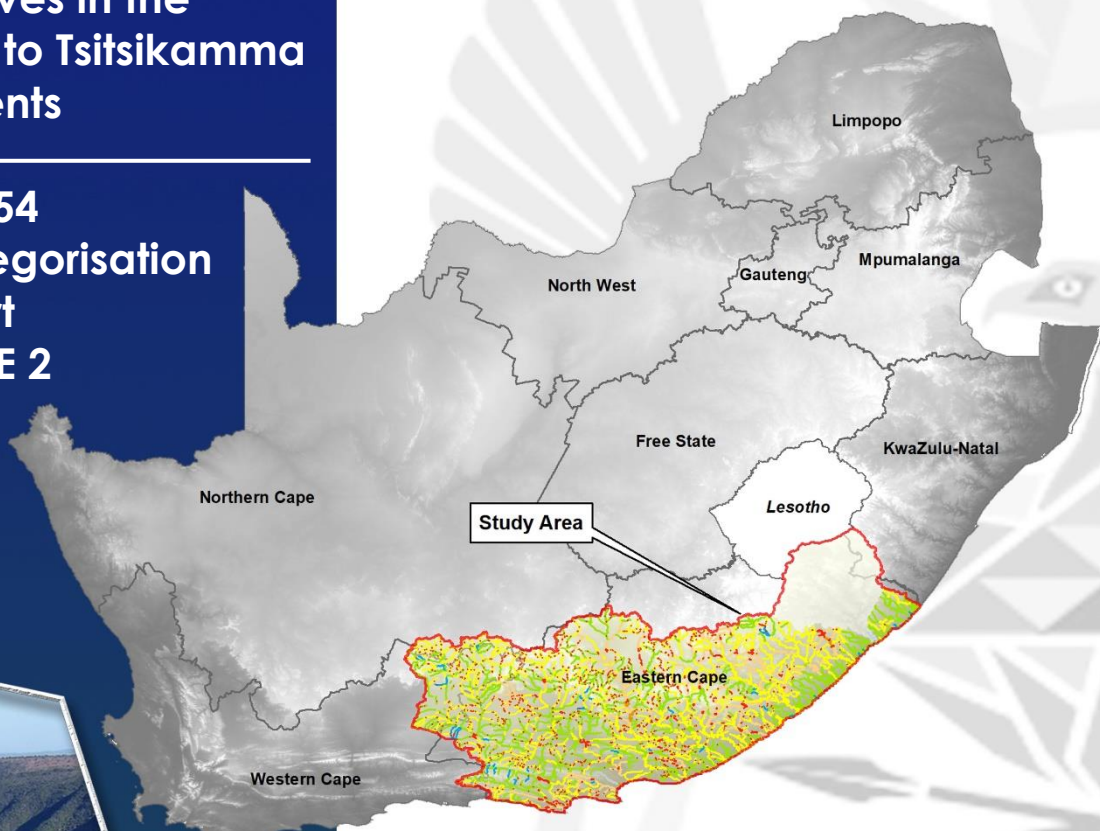 ves in the
to Tsitsikamma
ents
54
egorisation
t
E 2
Limpopo
Mpumalanga
Gauteng
North West
Free State
KwaZulu-Natal
Northern Cape
Lesotho
Study Area
Eastern Cape
Western Cape